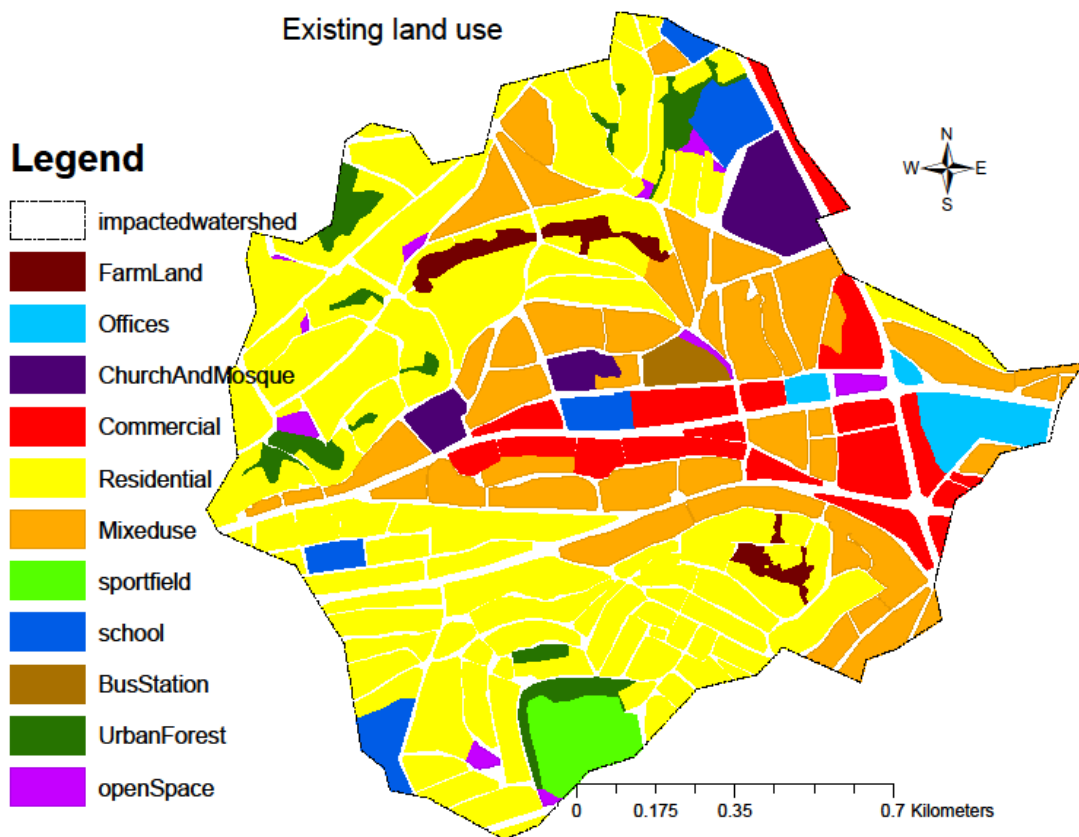 Existing land use
Legend
impactedwatershed
FarmLand
Offices
ChurchAndMosque
Commercial
Residential
Mixeduse
sportfield
school
BusStation
UrbanForest
openSpace
N
W E
S
0 0.175 0.35 0.7 Kilometers